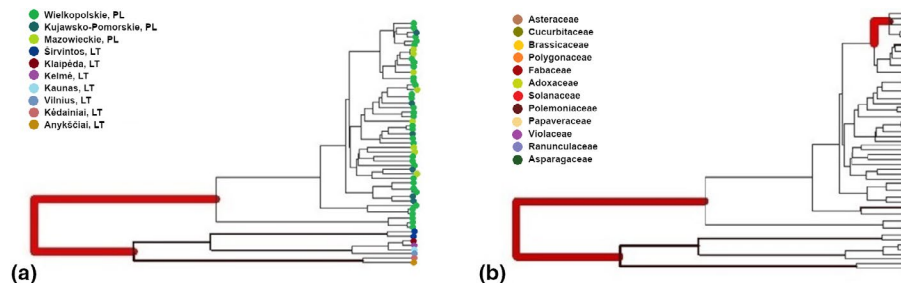 Wielkopolskie, PL
Kujawsko-Pomorskie, PL
Mazowieckie, PL
Širvintos, LT
Klaipėda, LT
Kelmė, LT
Kaunas, LT
Vilnius, LT
Kėdainiai, LT
Anykščiai, LT
(a)
Asteraceae
Cucurbitaceae
Brassicaceae
Polygonaceae
Fabaceae
Adoxaceae
Solanaceae
Polemoniaceae
Papaveraceae
Violaceae
Ranunculaceae
Asparagaceae
(b)